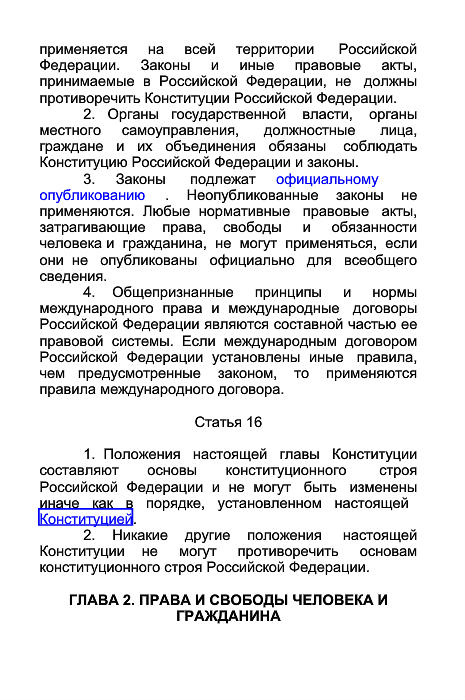 применяется на всей территории Российской
Федерации. Законы и иные правовые акты,
принимаемые в Российской Федерации, не должны
противоречить Конституции Российской Федерации.
2. Органы государственной власти, органы
местного самоуправления, должностные лица,
граждане и их объединения обязаны соблюдать
Конституцию Российской Федерации и законы.
3. Законы подлежат официальному
опубликованию . Неопубликованные законы не
применяются. Любые нормативные правовые акты,
затрагивающие права, свободы и обязанности
человека и гражданина, не могут применяться, если
они не опубликованы официально для всеобщего
сведения.
4. Общепризнанные принципы и нормы
международного права и международные договоры
Российской Федерации являются составной частью ее
правовой системы. Если международным договором
Российской Федерации установлены иные правила,
чем предусмотренные законом, то применяются
правила международного договора.
Статья 16
1. Положения настоящей главы Конституции
составляют основы конституционного строя
Российской Федерации и не могут быть изменены
иначе как в порядке, установленном настоящей
Конституцией.
2. Никакие другие положения настоящей
Конституции не могут противоречить основам
конституционного строя Российской Федерации.
ГЛАВА 2. ПРАВА И СВОБОДЫ ЧЕЛОВЕКА И
ГРАЖДАНИНА